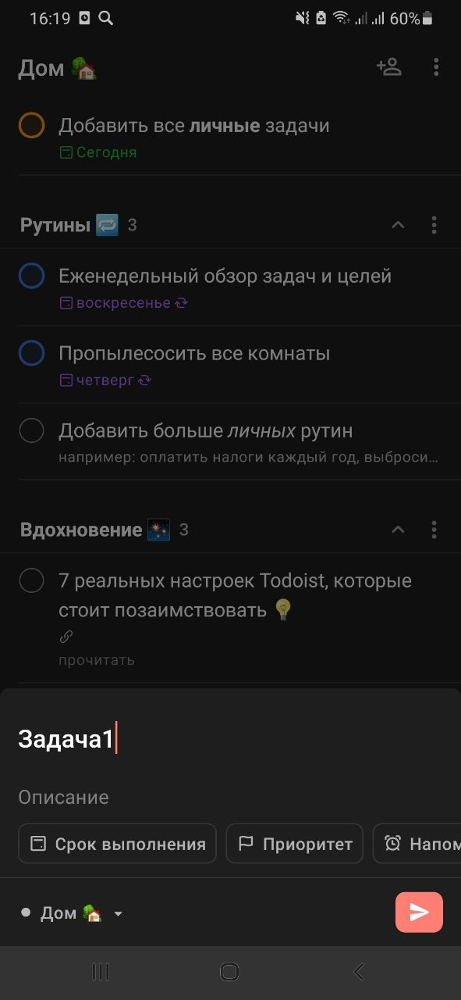 16:19
60%
Дом 🏡
Добавить все личные задачи
Сегодня
Рутины 🔁 3
Еженедельный обзор задач и целей
воскресенье
Пропылесосить все комнаты
четверг
Добавить больше личных рутин
например: оплатить налоги каждый год, выброси…
Вдохновение 🎇 3
7 реальных настроек Todoist, которые
стоит позаимствовать 💡
прочитать
Задача1
Описание
Срок выполнения Приоритет Напом
Дом 🏡